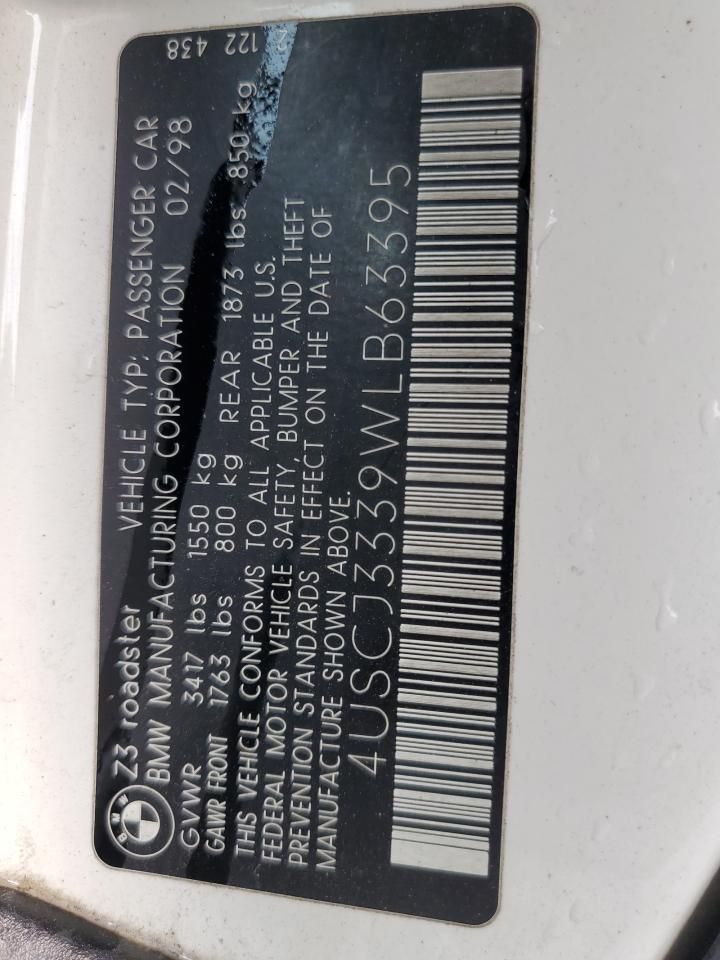 Z3 roadster VEHICLE TYP: PASSENGER CAR
BMW MANUFACTURING CORPORATION 02/98
GVWR 3417 lbs 1550 kg
GAWR FRONT 1763 lbs 800 kg REAR 1873 lbs 850 kg
THIS VEHICLE CONFORMS TO ALL APPLICABLE U.S.
FEDERAL MOTOR VEHICLE SAFETY, BUMPER AND THEFT
PREVENTION STANDARDS IN EFFECT ON THE DATE OF
MANUFACTURE SHOWN ABOVE.
4USCJ3339WLB63395
BMW
122 438